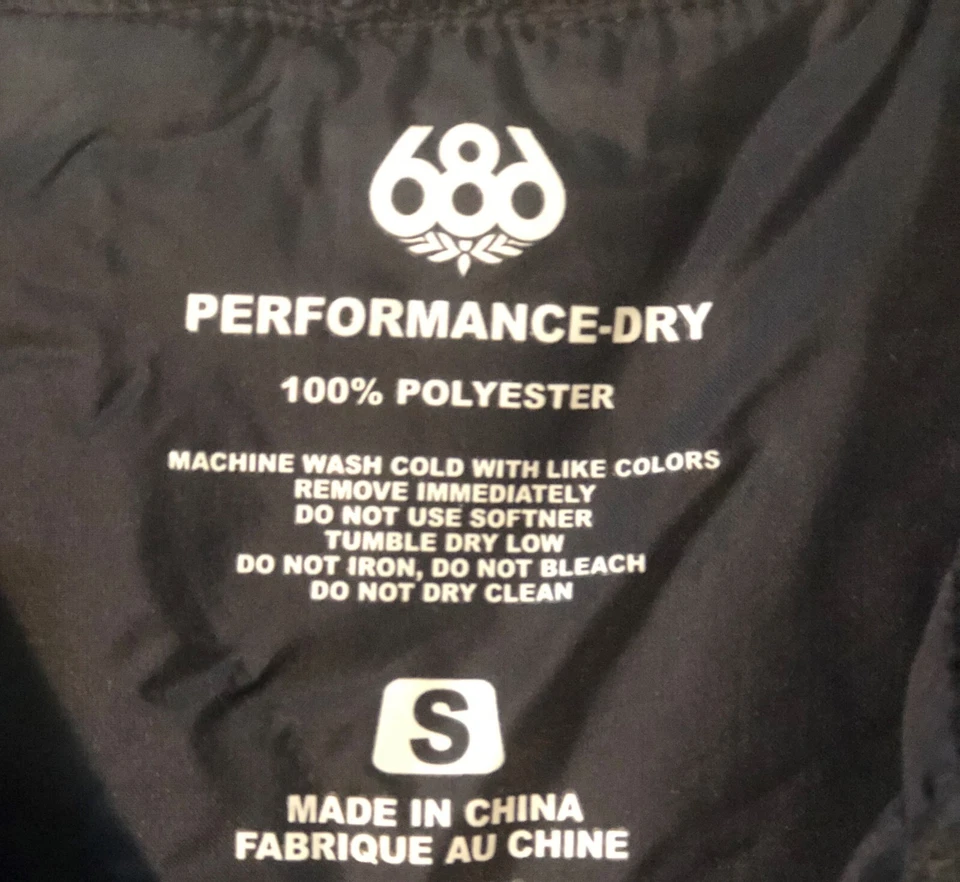 686
PERFORMANCE-DRY
100% POLYESTER
MACHINE WASH COLD WITH LIKE COLORS
REMOVE IMMEDIATELY
DO NOT USE SOFTNER
TUMBLE DRY LOW
DO NOT IRON, DO NOT BLEACH
DO NOT DRY CLEAN
S
MADE IN CHINA
FABRIQUE AU CHINE